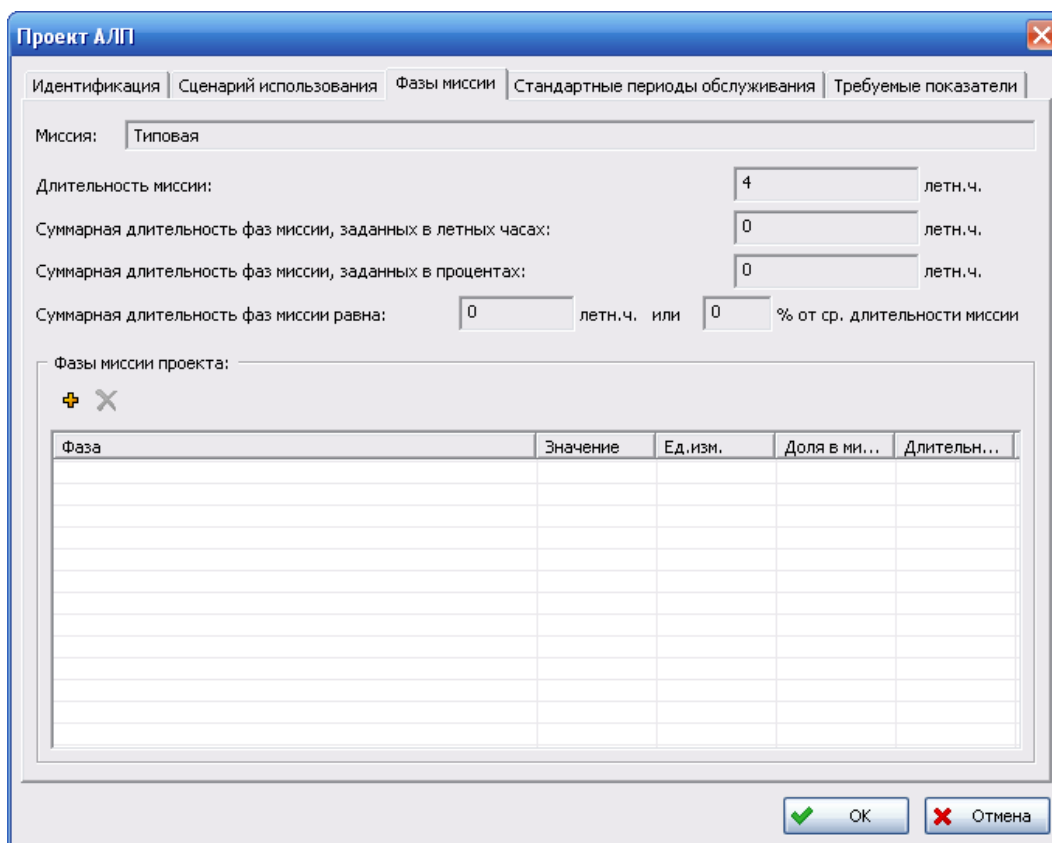 Проект АЛП
Идентификация Сценарий использования Фазы миссии Стандартные периоды обслуживания Требуемые показатели
Миссия: Типовая
Длительность миссии: 4 летн.ч.
Суммарная длительность фаз миссии, заданных в летных часах: 0 летн.ч.
Суммарная длительность фаз миссии, заданных в процентах: 0 летн.ч.
Суммарная длительность фаз миссии равна: 0 летн.ч. или 0 % от ср. длительности миссии
Фазы миссии проекта:
Фаза Значение Ед.изм. Доля в ми... Длительн...
ОК Отмена